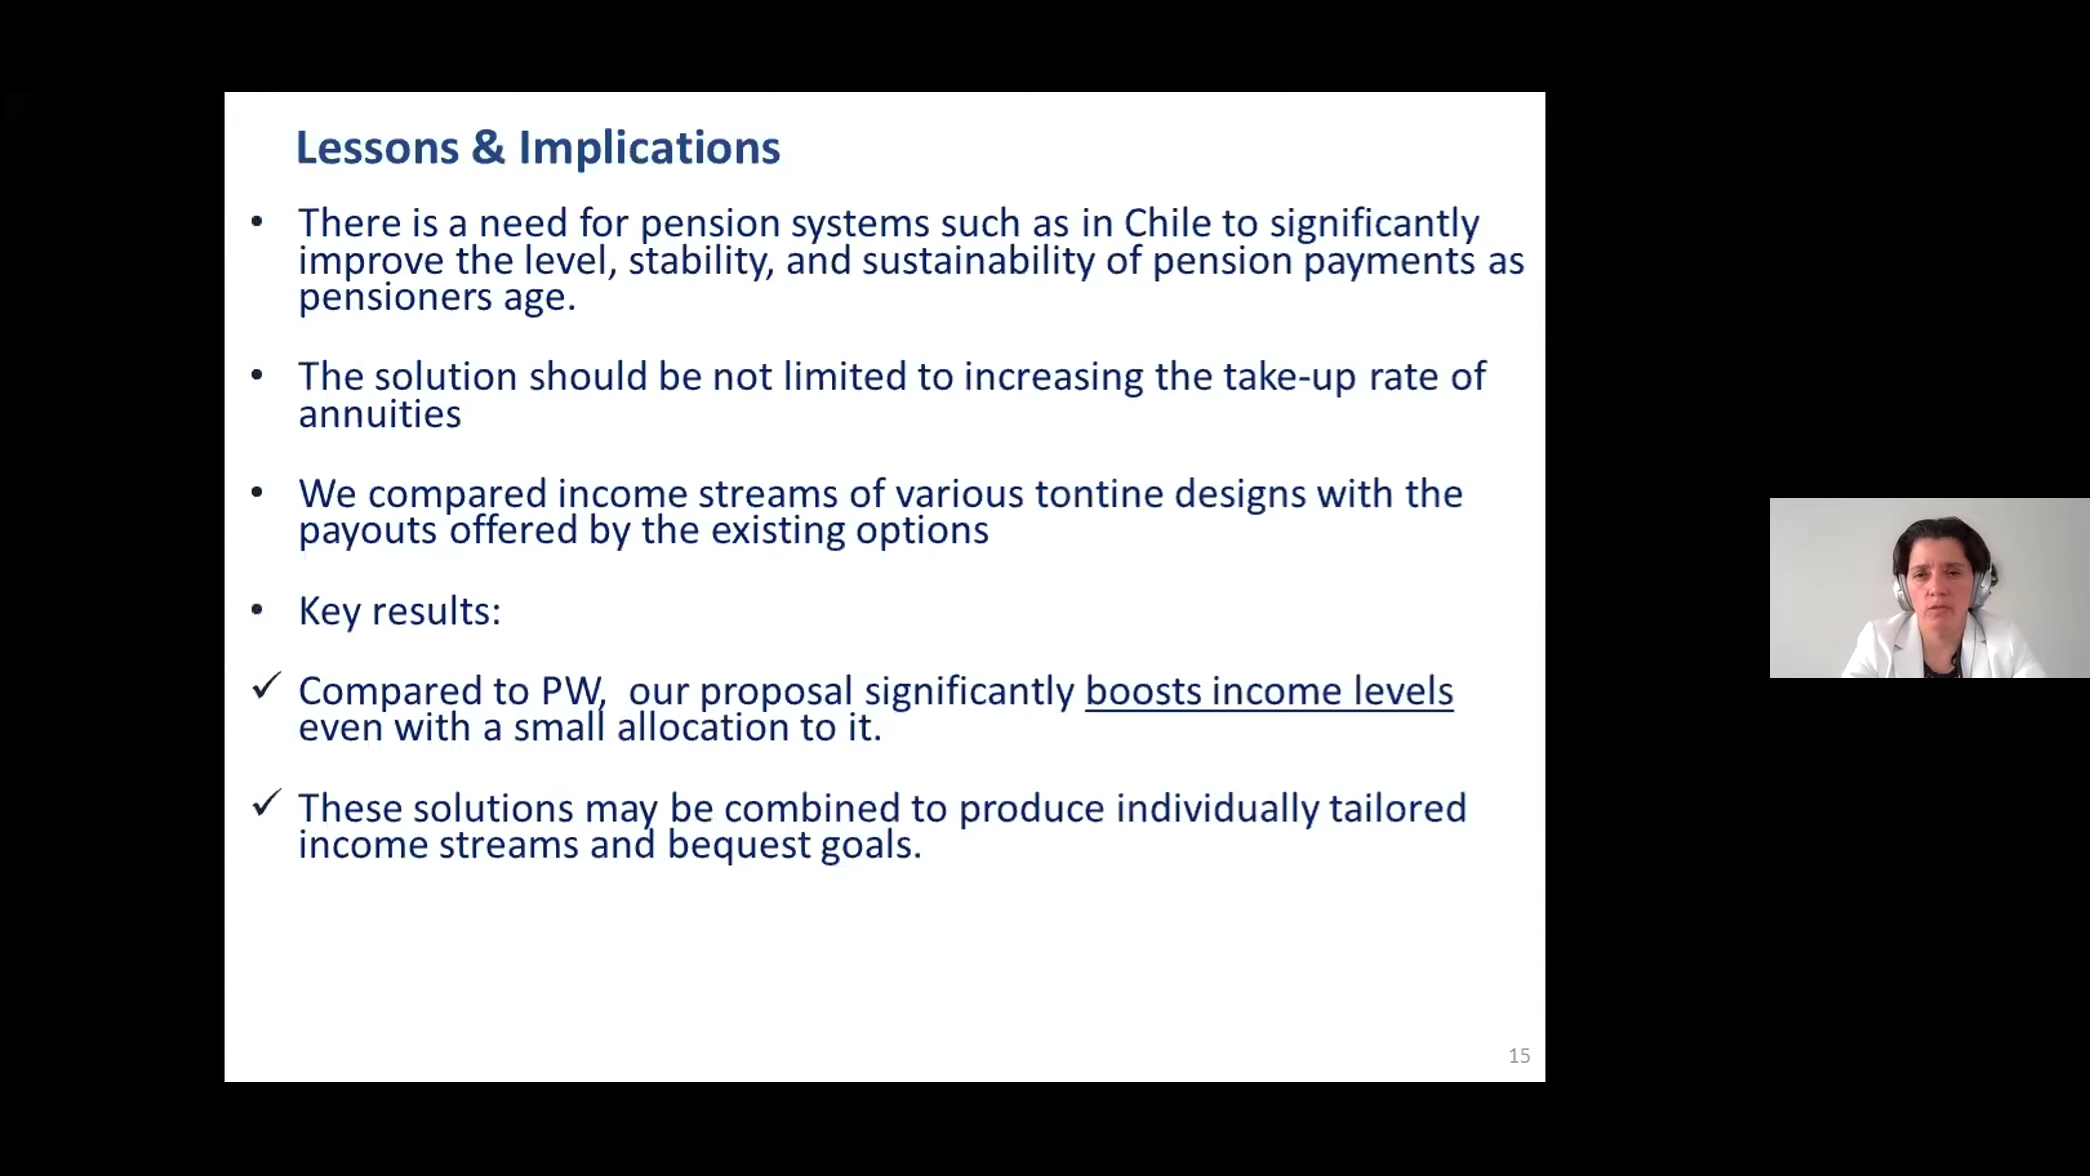 Lessons & Implications
• There is a need for pension systems such as in Chile to significantly
improve the level, stability, and sustainability of pension payments as
pensioners age.
• The solution should be not limited to increasing the take-up rate of
annuities
• We compared income streams of various tontine designs with the
payouts offered by the existing options
• Key results:
✓ Compared to PW,  our proposal significantly boosts income levels
even with a small allocation to it.
✓ These solutions may be combined to produce individually tailored
income streams and bequest goals.
15